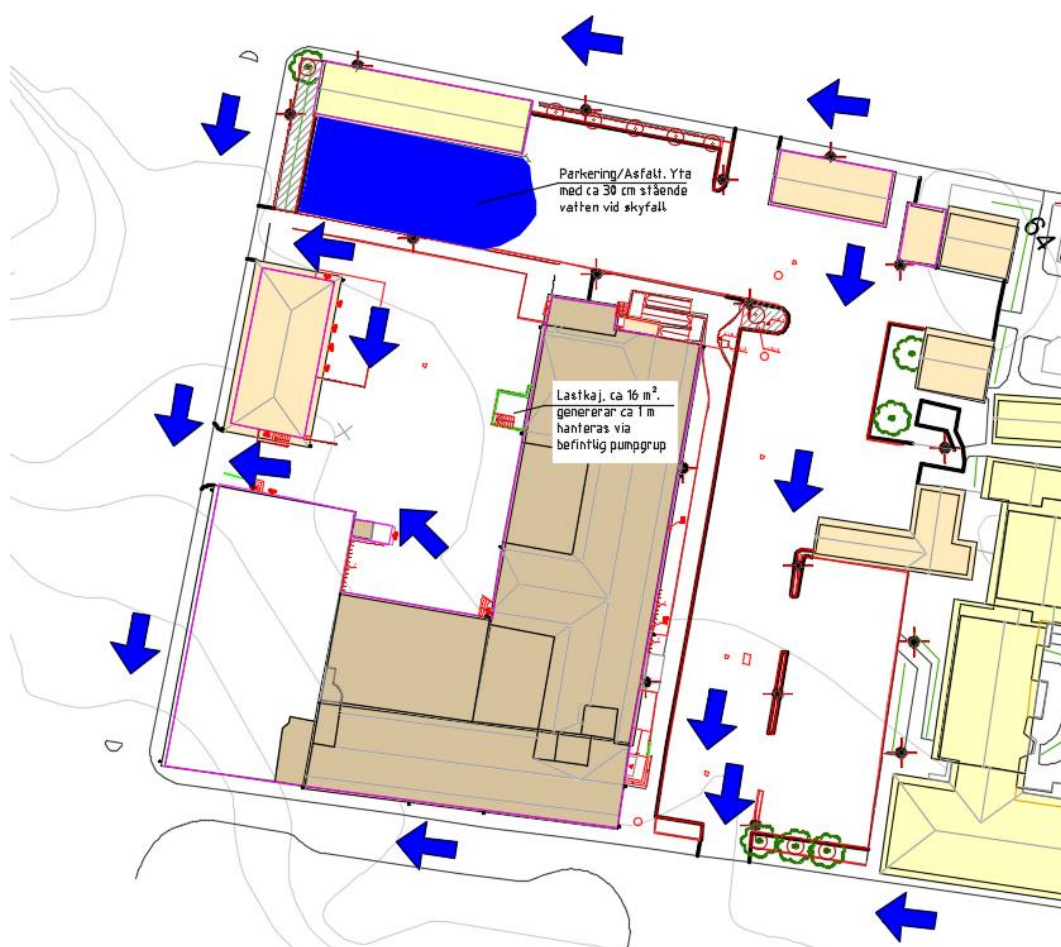 Parkering/Asfalt. Yta
med ca 30 cm stående
vatten vid skyfall
64
Lastkaj, ca 16 m².
genererar ca 1 m
hanteras via
befintlig pumpgrup